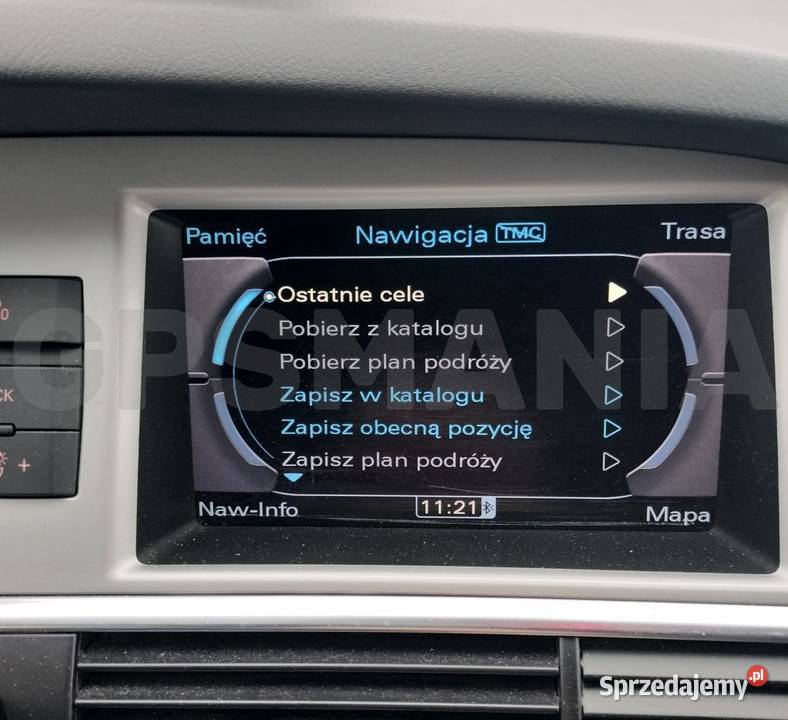 Pamięć Nawigacja TMC Trasa
Ostatnie cele
Pobierz z katalogu
Pobierz plan podróży
Zapisz w katalogu
Zapisz obecną pozycję
Zapisz plan podróży
Naw-Info 11:21 Mapa
GPSMANIA
Sprzedajemy.pl